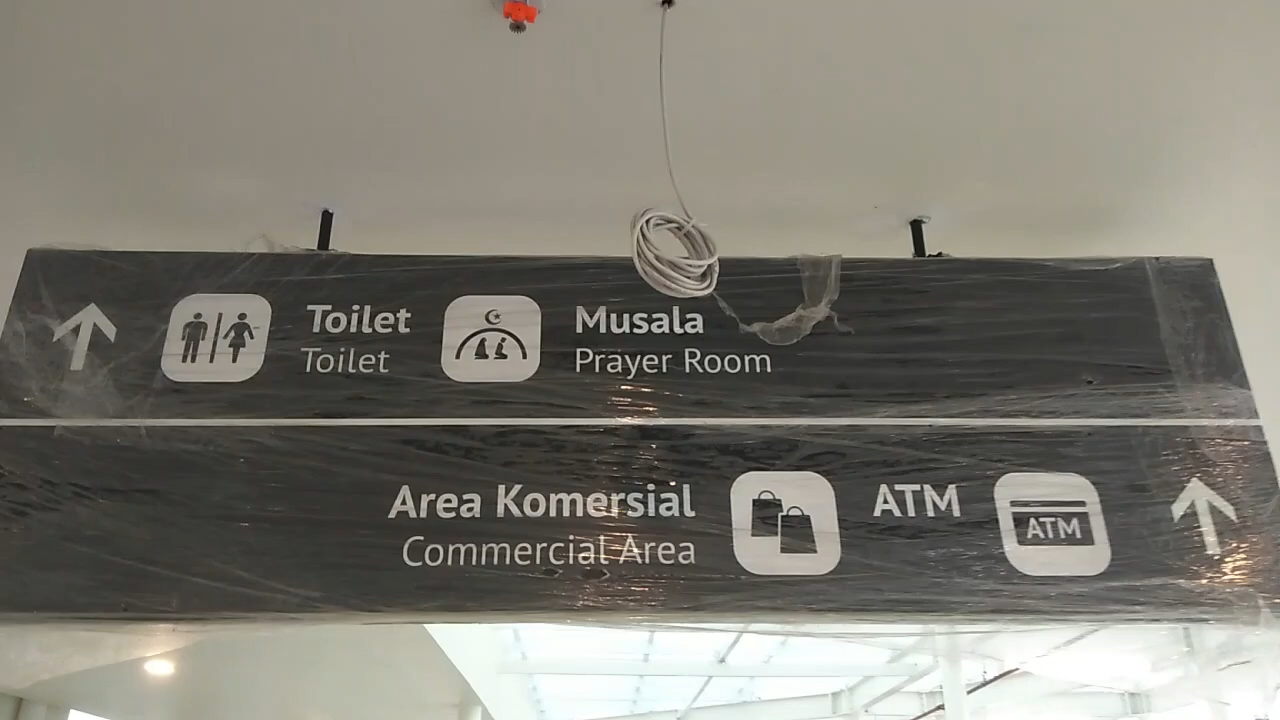 Toilet
Toilet
Musala
Prayer Room
Area Komersial
Commercial Area
ATM
ATM